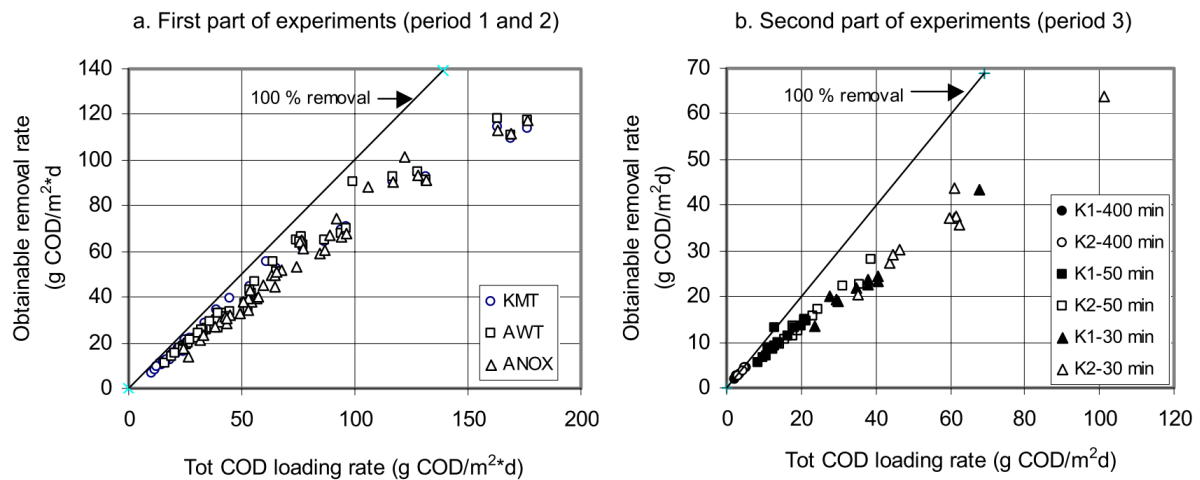 a. First part of experiments (period 1 and 2)
Obtainable removal rate
(g COD/m²*d)
140
120
100
80
60
40
20
0
100 % removal
KMT
AWT
ANOX
0
50
100
150
200
Tot COD loading rate (g COD/m²*d)
b. Second part of experiments (period 3)
Obtainable removal rate
(g COD/m²d)
70
60
50
40
30
20
10
0
100 % removal
K1-400 min
K2-400 min
K1-50 min
K2-50 min
K1-30 min
K2-30 min
0
20
40
60
80
100
120
Tot COD loading rate (g COD/m²d)